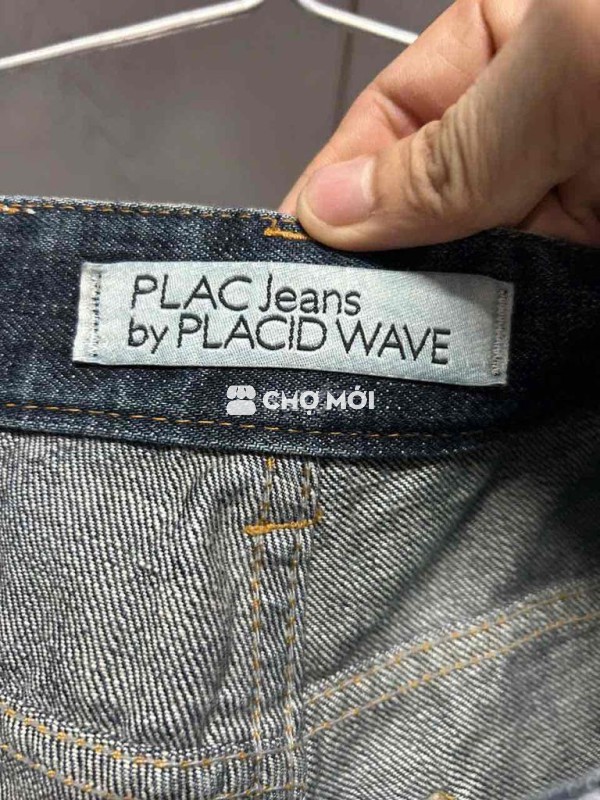 PLAC Jeans
by PLACID WAVE
CHỢ MỚI